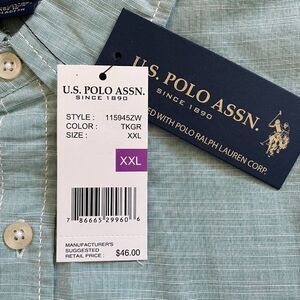 U.S. POLO ASSN.
SINCE 1890
STYLE : 115945ZW
COLOR : TKGR
SIZE : XXL
XXL
7 86665 29960 6
MANUFACTURER'S
SUGGESTED
RETAIL PRICE : $46.00
U.S. POLO ASSN.
SINCE 1890
WITH POLO RALPH LAUREN CORP.